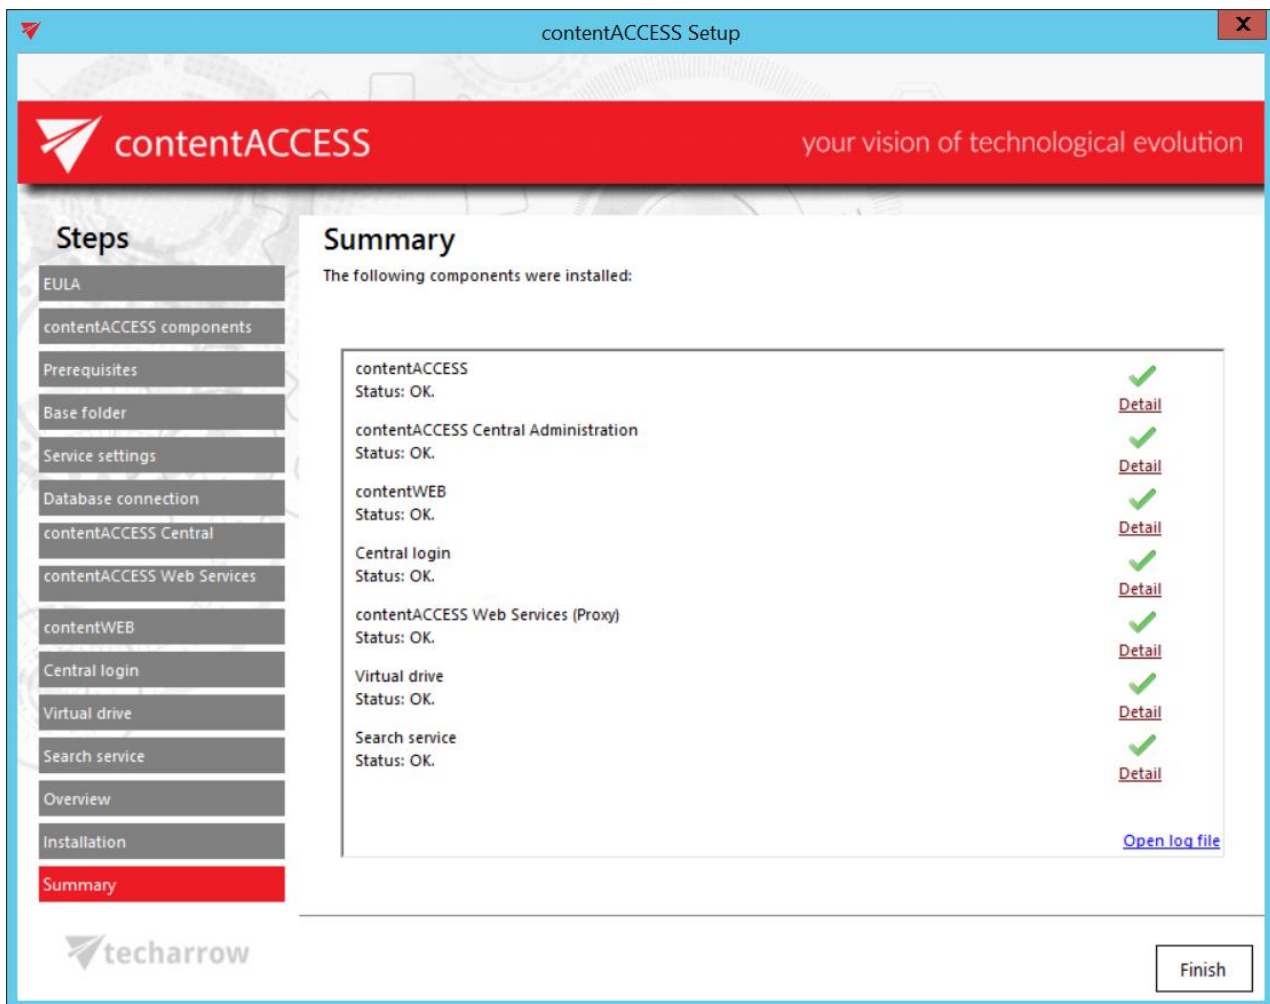 contentACCESS Setup
X
contentACCESS
your vision of technological evolution
Steps
EULA
contentACCESS components
Prerequisites
Base folder
Service settings
Database connection
contentACCESS Central
contentACCESS Web Services
contentWEB
Central login
Virtual drive
Search service
Overview
Installation
Summary
techarrow
Summary
The following components were installed:
contentACCESS
Status: OK.
Detail
contentACCESS Central Administration
Status: OK.
Detail
contentWEB
Status: OK.
Detail
Central login
Status: OK.
Detail
contentACCESS Web Services (Proxy)
Status: OK.
Detail
Virtual drive
Status: OK.
Detail
Search service
Status: OK.
Detail
Open log file
Finish